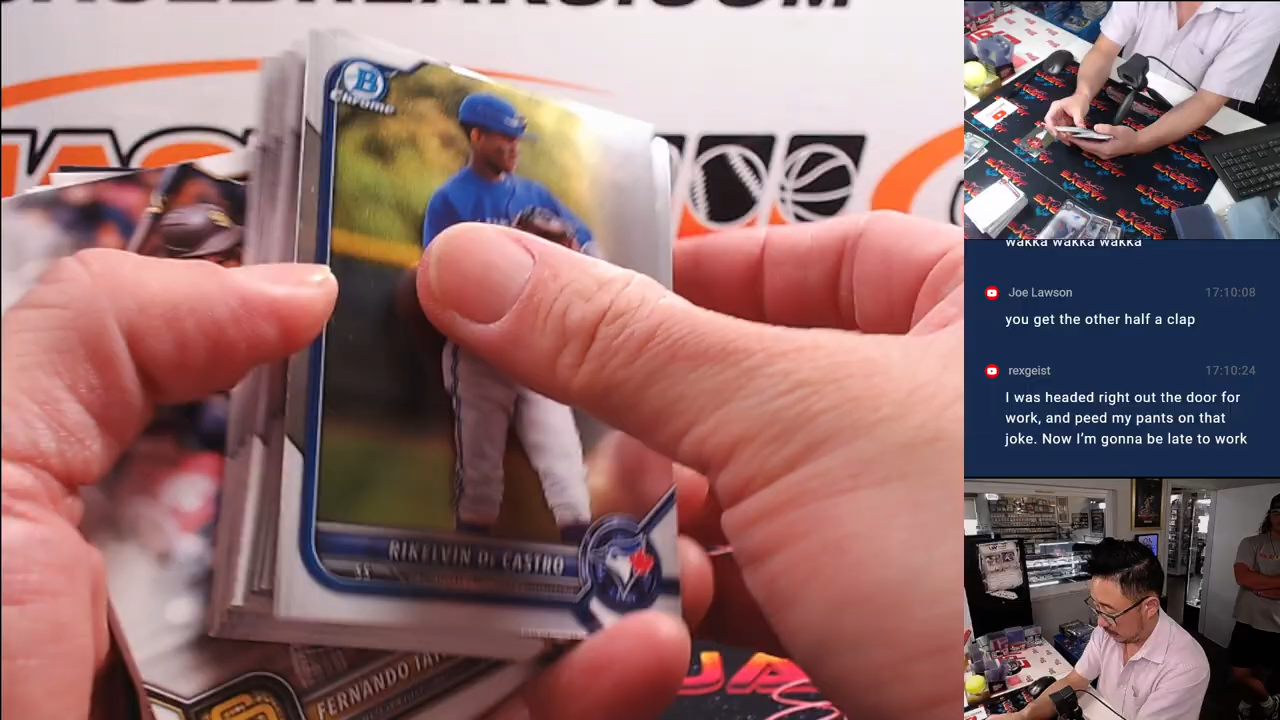 B
Chrome
RIKELVIN DE CASTRO
SS
FERNANDO TAT
wakka wakka wakka
Joe Lawson 17:10:08
you get the other half a clap
rexgeist 17:10:24
I was headed right out the door for
work, and peed my pants on that
joke. Now I'm gonna be late to work